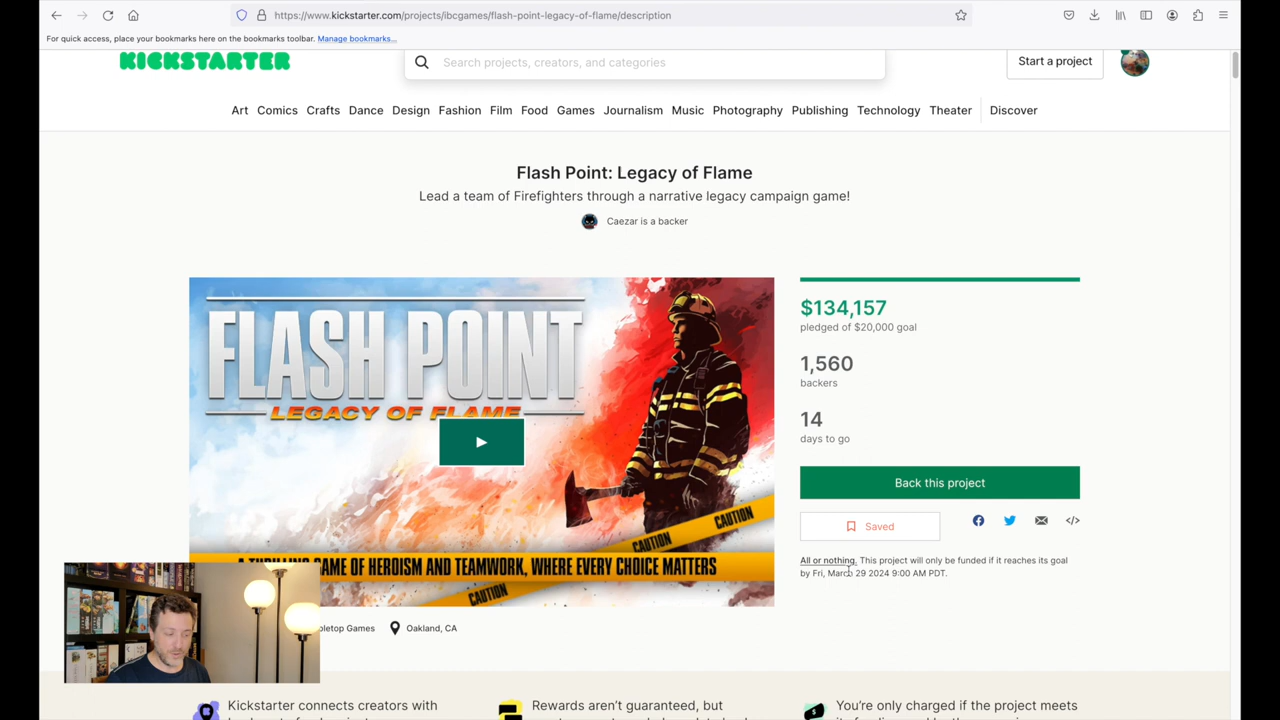 https://www.kickstarter.com/projects/ibcgames/flash-point-legacy-of-flame/description
For quick access, place your bookmarks here on the bookmarks toolbar. Manage bookmarks...
KICKSTARTER
Search projects, creators, and categories
Start a project
Art Comics Crafts Dance Design Fashion Film Food Games Journalism Music Photography Publishing Technology Theater Discover
Flash Point: Legacy of Flame
Lead a team of Firefighters through a narrative legacy campaign game!
Caezar is a backer
FLASH POINT
LEGACY OF FLAME
CAUTION
CAUTION
A THRILLING GAME OF HEROISM AND TEAMWORK, WHERE EVERY CHOICE MATTERS
CAUTION
$134,157
pledged of $20,000 goal
1,560
backers
14
days to go
Back this project
Saved
All or nothing. This project will only be funded if it reaches its goal
by Fri, March 29 2024 9:00 AM PDT.
Games
Oakland, CA
Kickstarter connects creators with
Rewards aren't guaranteed, but
You're only charged if the project meets